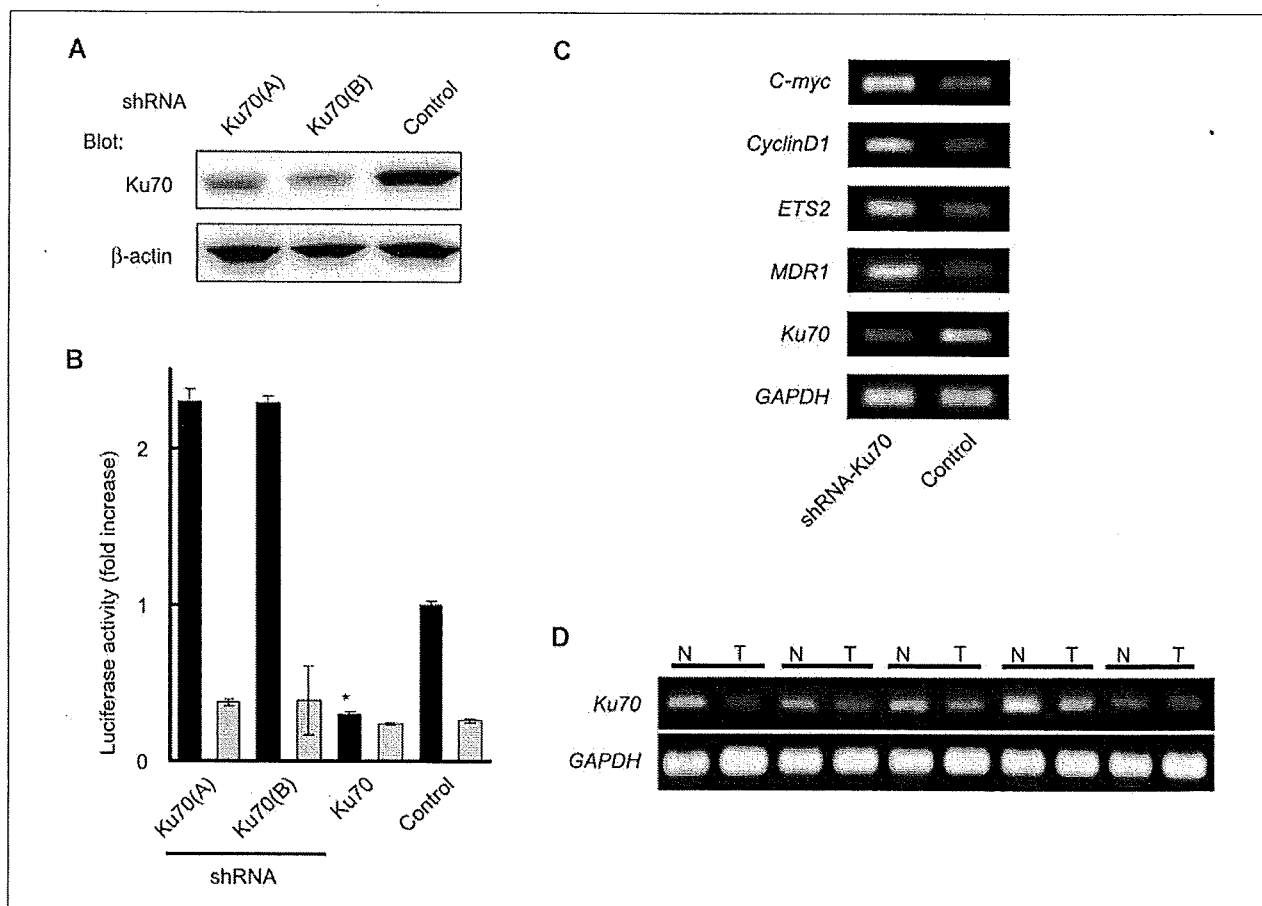 A
shRNA
Ku70(A)
Ku70(B)
Control
Blot:
Ku70
β-actin
B
Luciferase activity (fold increase)
2
1
0
*
Ku70(A)
Ku70(B)
Ku70
Control
shRNA
C
C-myc
CyclinD1
ETS2
MDR1
Ku70
GAPDH
shRNA-Ku70
Control
D
N T N T N T N T N T
Ku70
GAPDH